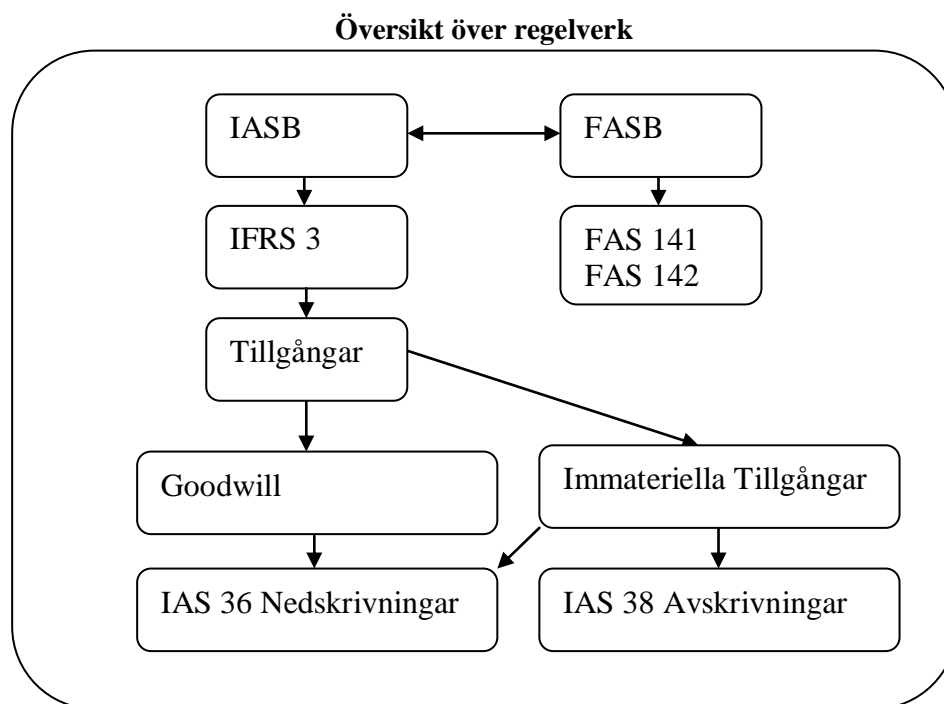 Översikt över regelverk
IASB
FASB
IFRS 3
FAS 141
FAS 142
Tillgångar
Goodwill
Immateriella Tillgångar
IAS 36 Nedskrivningar
IAS 38 Avskrivningar